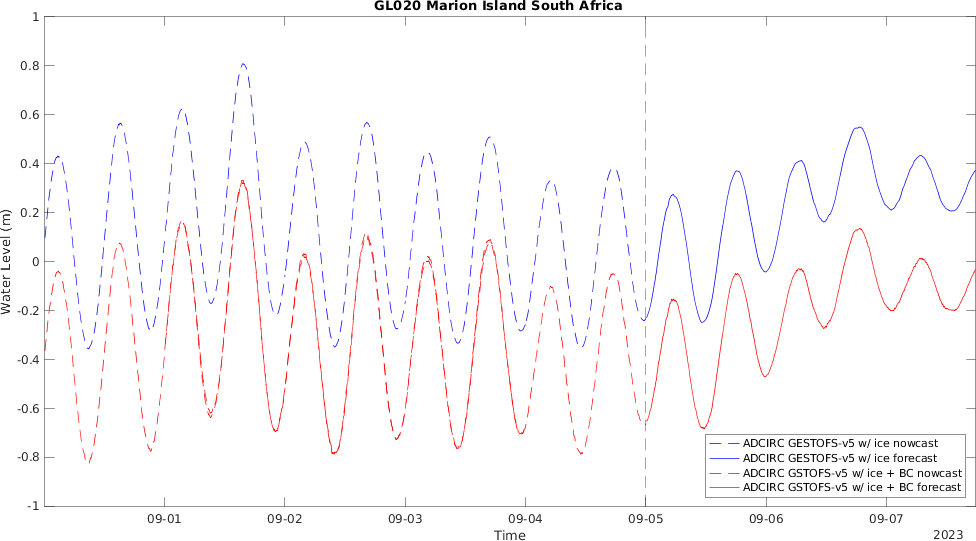 GL020 Marion Island South Africa
1
0.8
0.6
0.4
0.2
0
-0.2
-0.4
-0.6
-0.8
-1
Water Level (m)
ADCIRC GESTOFS-v5 w/ ice nowcast
ADCIRC GESTOFS-v5 w/ ice forecast
ADCIRC GSTOFS-v5 w/ ice + BC nowcast
ADCIRC GSTOFS-v5 w/ ice + BC forecast
09-01 09-02 09-03 09-04 09-05 09-06 09-07
Time
2023